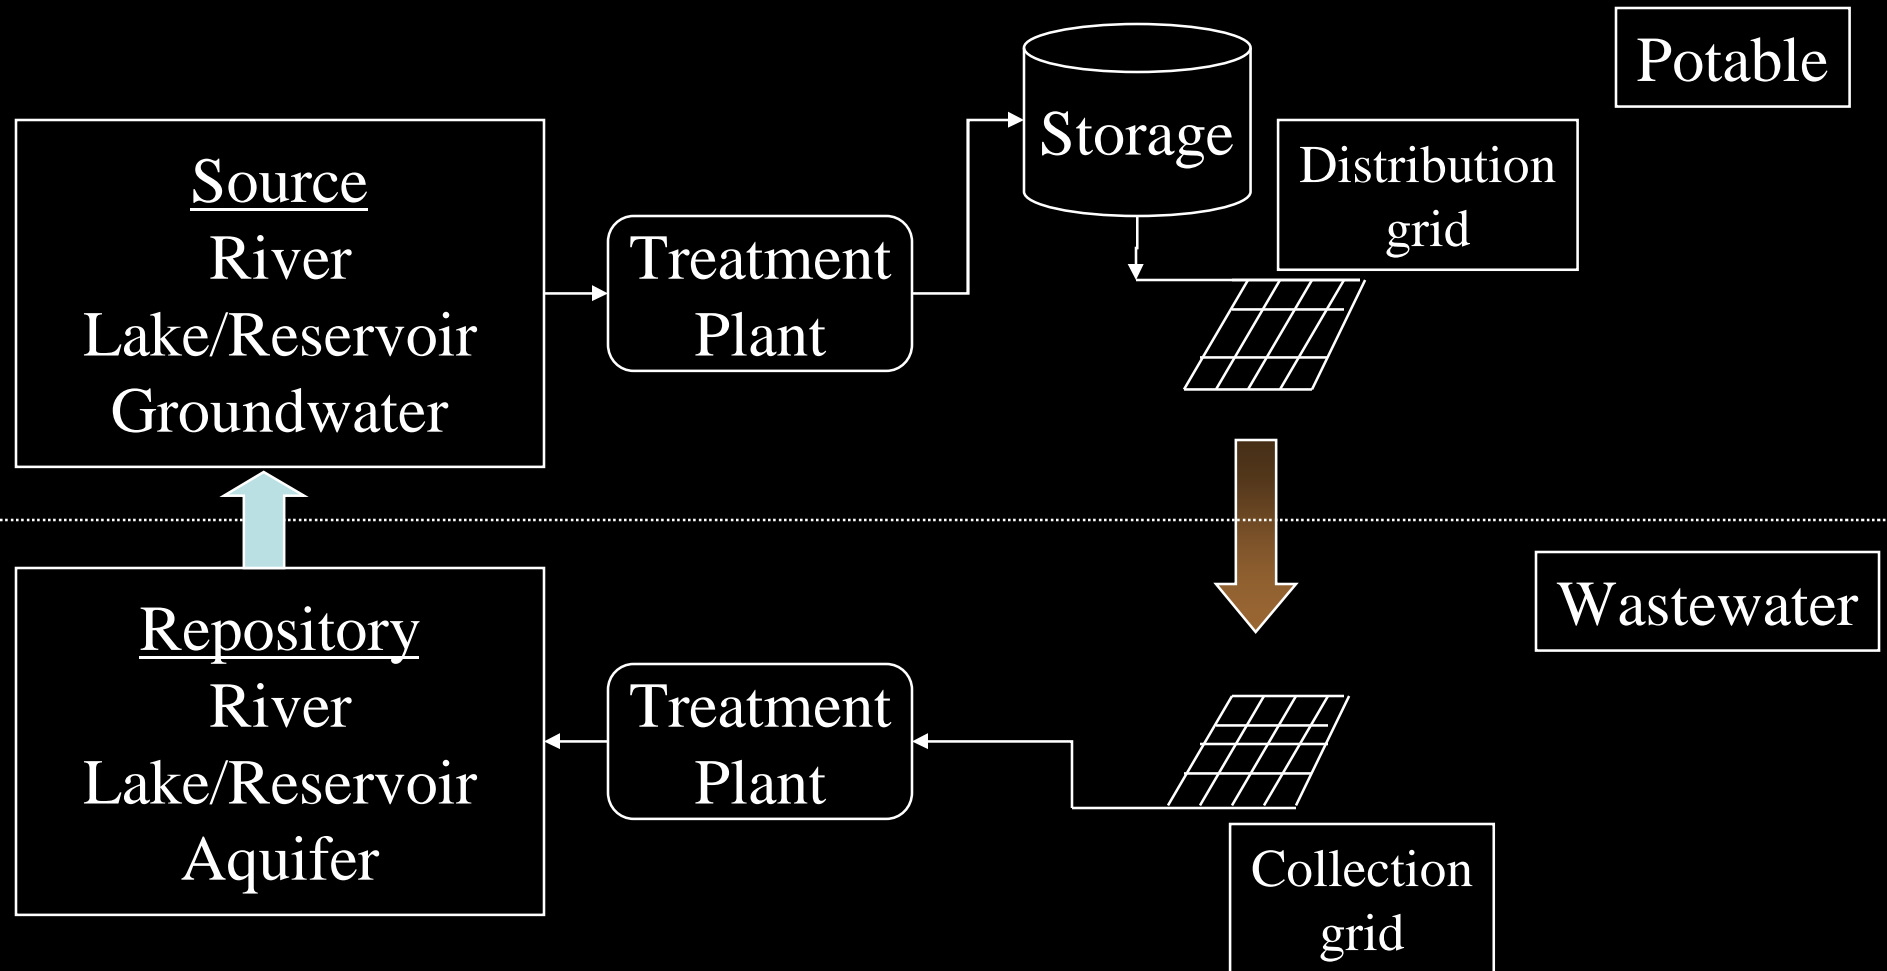 Potable
Source
River
Lake/Reservoir
Groundwater
Treatment
Plant
Storage
Distribution
grid
Wastewater
Repository
River
Lake/Reservoir
Aquifer
Treatment
Plant
Collection
grid